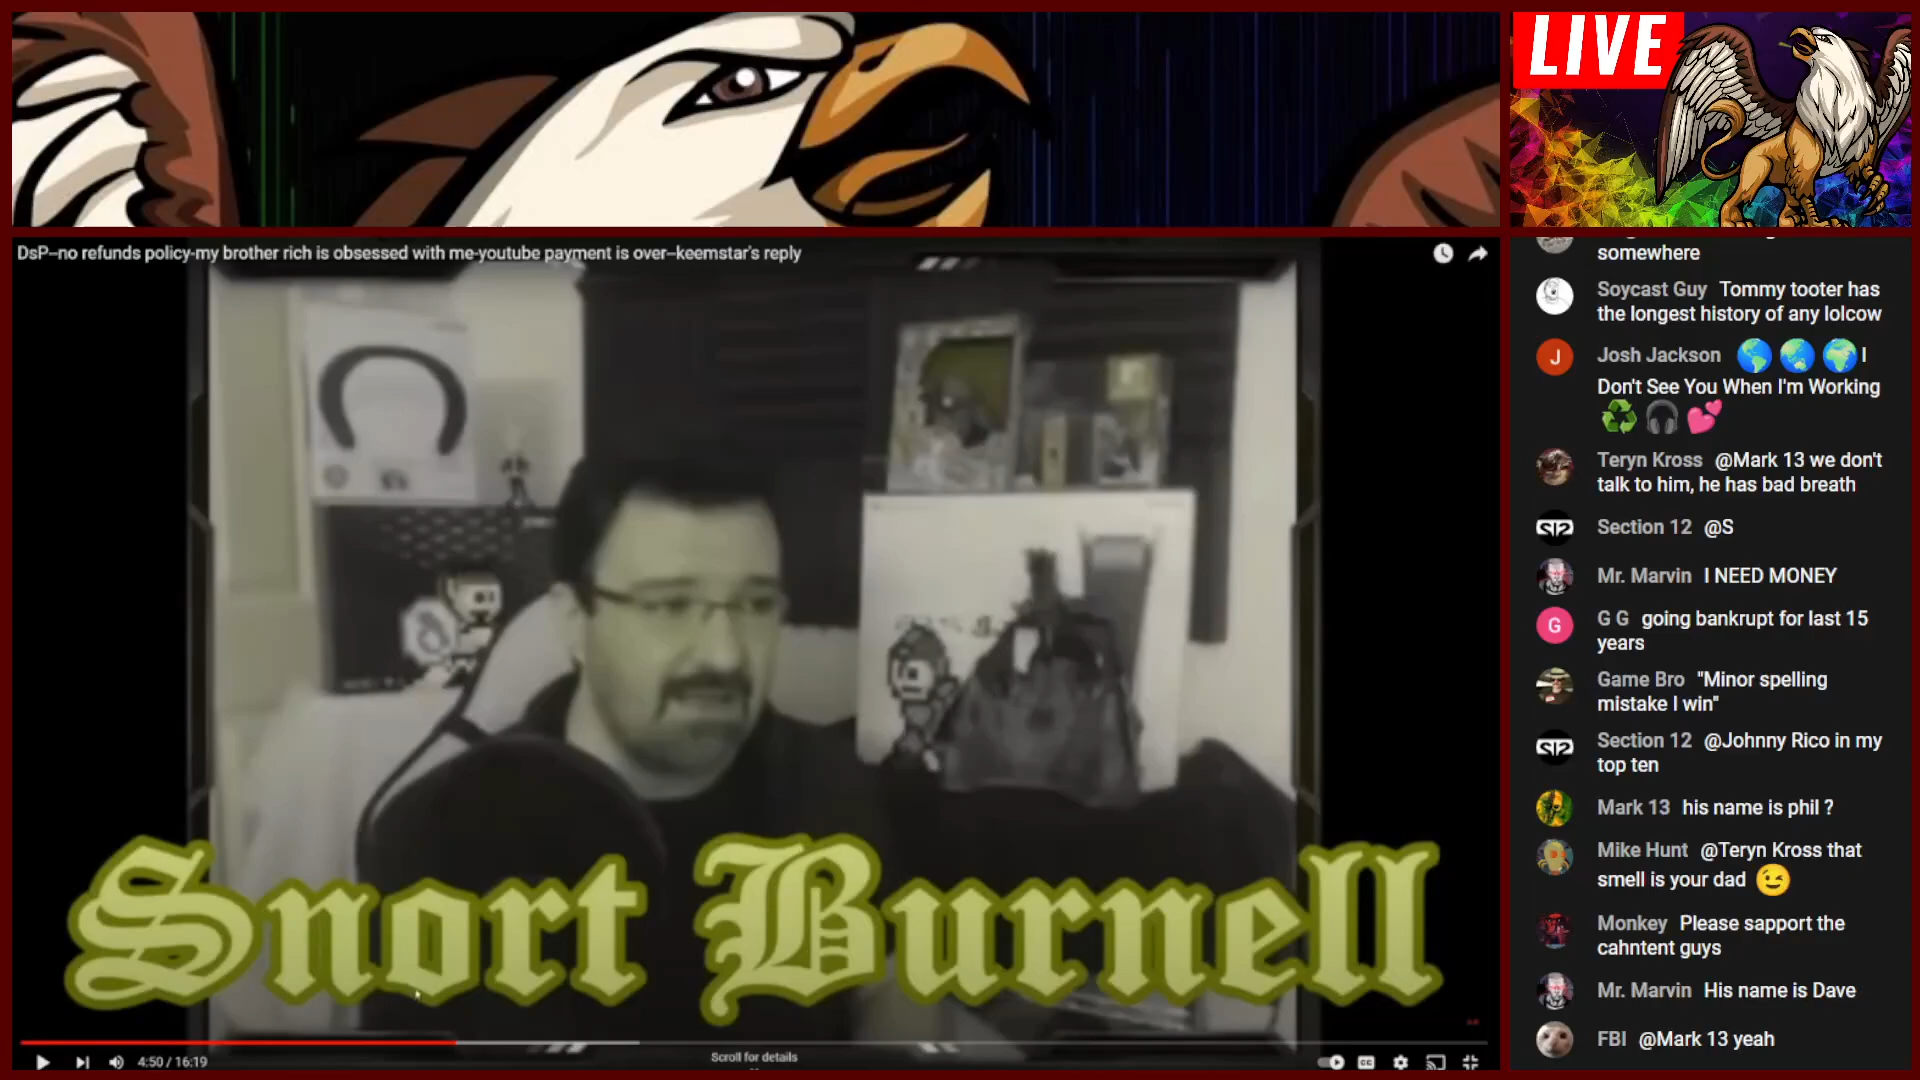 LIVE
DsP--no refunds policy-my brother rich is obsessed with me-youtube payment is over--keemstar's reply
somewhere
Soycast Guy Tommy tooter has
the longest history of any lolcow
J
Josh Jackson 🌎 🌏 🌍 I
Don't See You When I'm Working
♻️ 🎧 💕
Teryn Kross @Mark 13 we don't
talk to him, he has bad breath
S12
Section 12 @S
Mr. Marvin I NEED MONEY
G
G G going bankrupt for last 15
years
Game Bro "Minor spelling
mistake I win"
S12
Section 12 @Johnny Rico in my
top ten
Mark 13 his name is phil ?
Mike Hunt @Teryn Kross that
smell is your dad 😉
Monkey Please sapport the
cahntent guys
Mr. Marvin His name is Dave
FBI @Mark 13 yeah
Snort Burnell
4:50 / 16:19
Scroll for details
CC